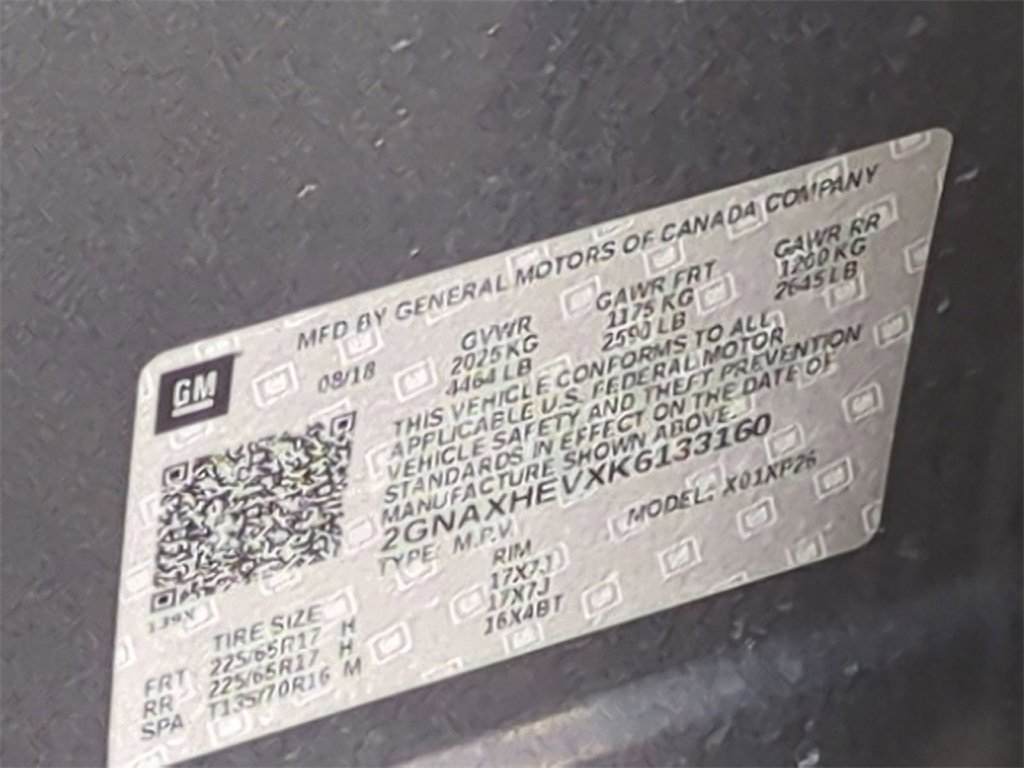 MFD BY GENERAL MOTORS OF CANADA COMPANY
GM
08/18
GVWR GAWR FRT GAWR RR
2025 KG 1175 KG 1200 KG
4464 LB 2590 LB 2645 LB
THIS VEHICLE CONFORMS TO ALL
APPLICABLE U.S. FEDERAL MOTOR
VEHICLE SAFETY AND THEFT PREVENTION
STANDARDS IN EFFECT ON THE DATE OF
MANUFACTURE SHOWN ABOVE.
2GNAXHEVXK6133160
TYPE: M.P.V. MODEL: X01XP26
TIRE SIZE RIM
FRT 225/65R17 H 17X7J
RR 225/65R17 H 17X7J
SPA T135/70R16 M 16X4BT